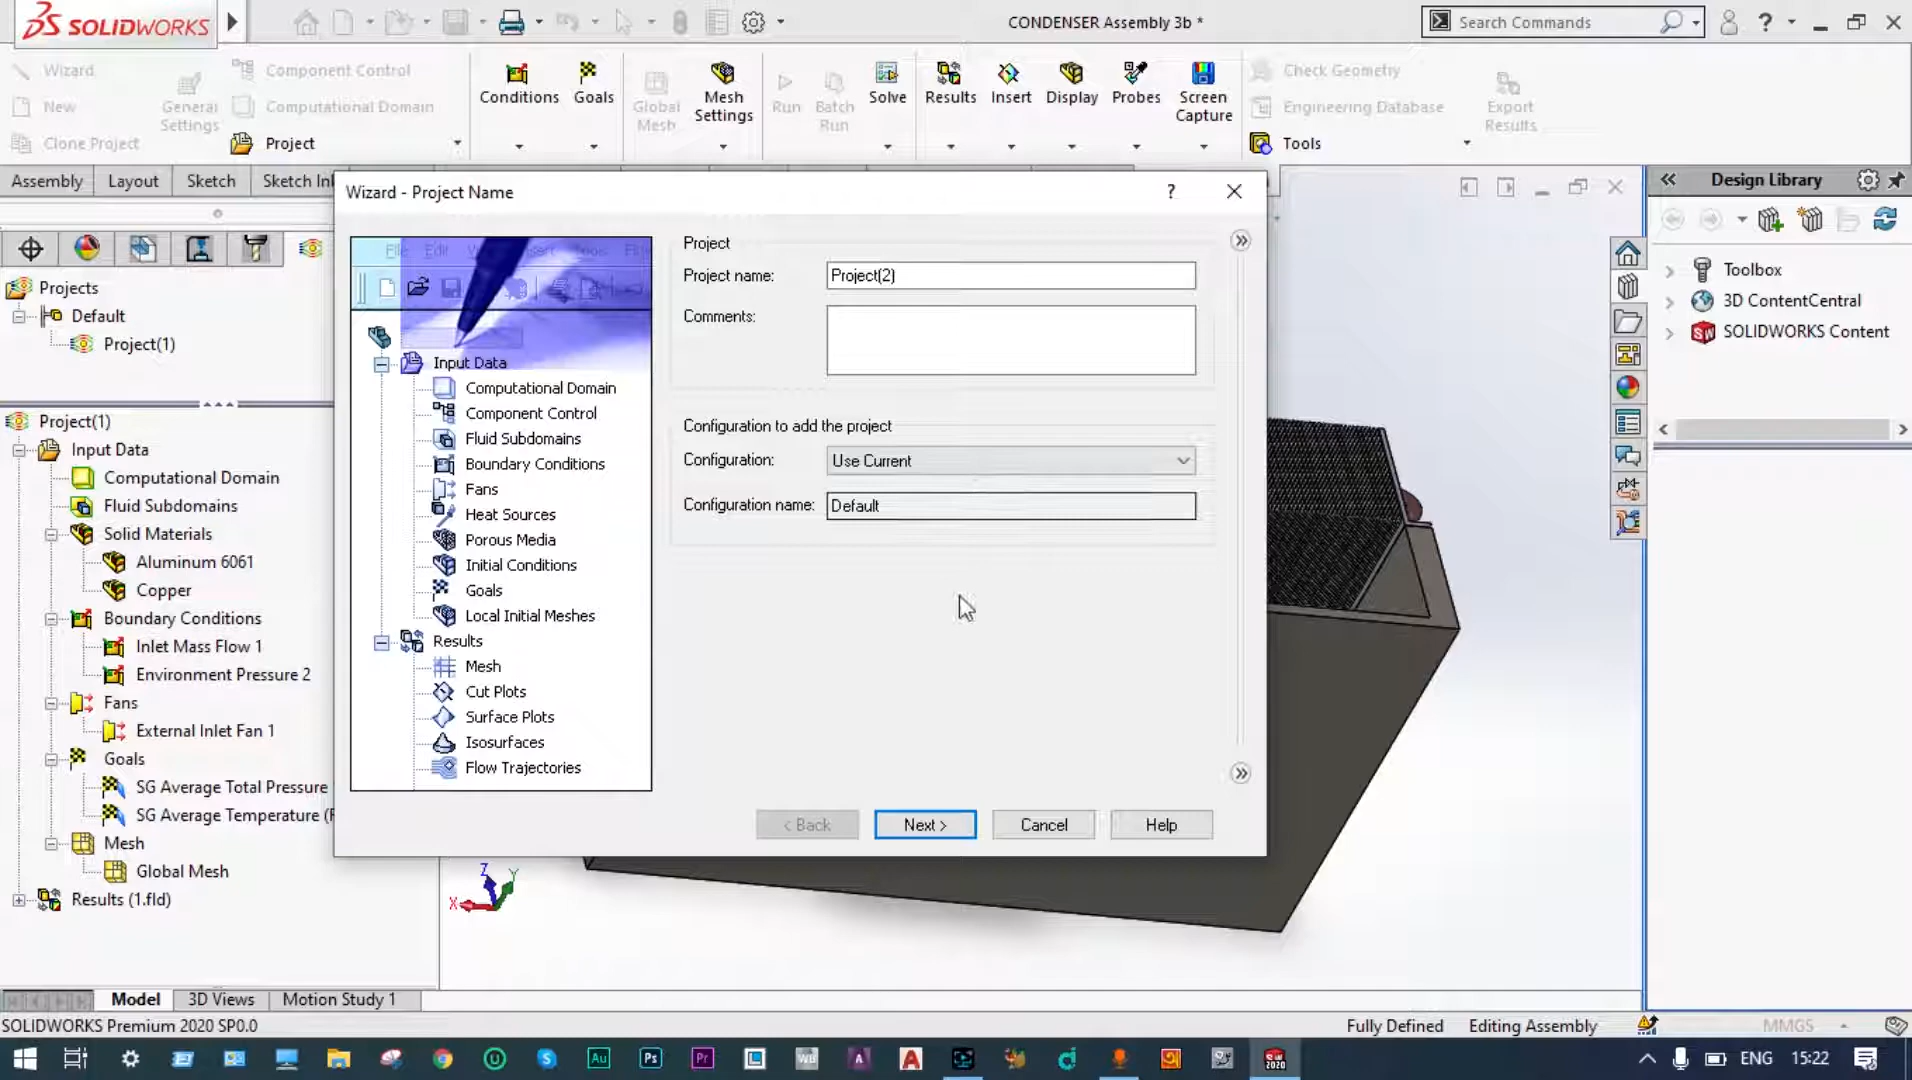 SOLIDWORKS
CONDENSER Assembly 3b *
Search Commands
Wizard
New
Clone Project
General Settings
Component Control
Computational Domain
Project
Conditions
Goals
Global Mesh
Mesh Settings
Run
Batch Run
Solve
Results
Insert
Display
Probes
Screen Capture
Check Geometry
Engineering Database
Tools
Export Results
Assembly
Layout
Sketch
Sketch Ink
Wizard - Project Name
Design Library
Projects
Default
Project(1)
Project(1)
Input Data
Computational Domain
Fluid Subdomains
Solid Materials
Aluminum 6061
Copper
Boundary Conditions
Inlet Mass Flow 1
Environment Pressure 2
Fans
External Inlet Fan 1
Goals
SG Average Total Pressure
SG Average Temperature (F
Mesh
Global Mesh
Results (1.fld)
File Edit
Input Data
Computational Domain
Component Control
Fluid Subdomains
Boundary Conditions
Fans
Heat Sources
Porous Media
Initial Conditions
Goals
Local Initial Meshes
Results
Mesh
Cut Plots
Surface Plots
Isosurfaces
Flow Trajectories
Project
Project name: Project(2)
Comments:
Configuration to add the project
Configuration: Use Current
Configuration name: Default
< Back
Next >
Cancel
Help
Toolbox
3D ContentCentral
SOLIDWORKS Content
Z
Y
X
Model
3D Views
Motion Study 1
SOLIDWORKS Premium 2020 SP0.0
Fully Defined
Editing Assembly
MMGS
ENG
15:22